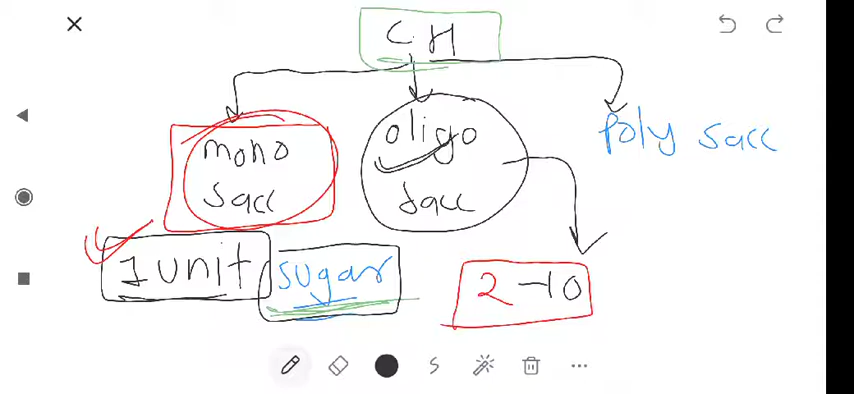 CH
mono
sacc
oligo
sacc
poly sacc
1 unit sugar
2-10